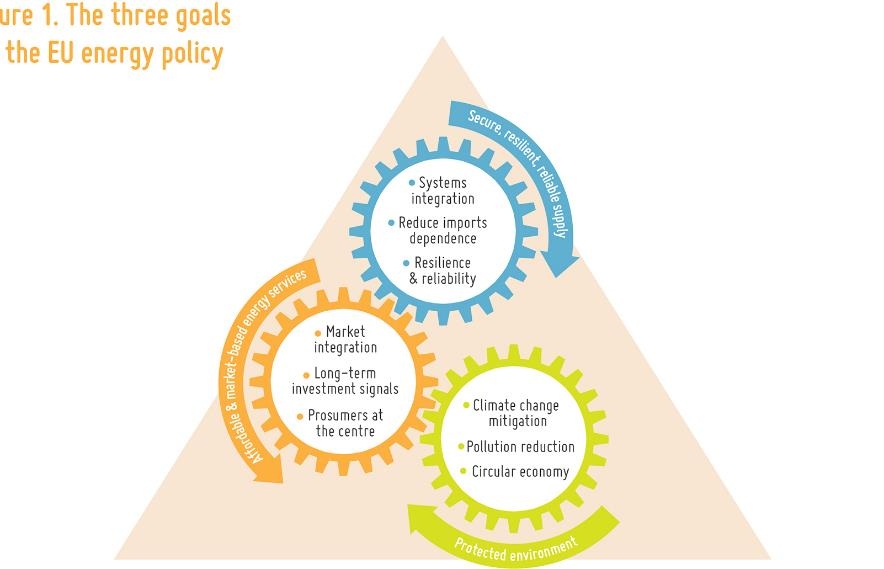 ure 1. The three goals
the EU energy policy
Secure, resilient, reliable supply
• Systems
integration
• Reduce imports
dependence
• Resilience
& reliability
Affordable & market-based energy services
• Market
integration
• Long-term
investment signals
• Prosumers at
the centre
• Climate change
mitigation
• Pollution reduction
• Circular economy
Protected environment